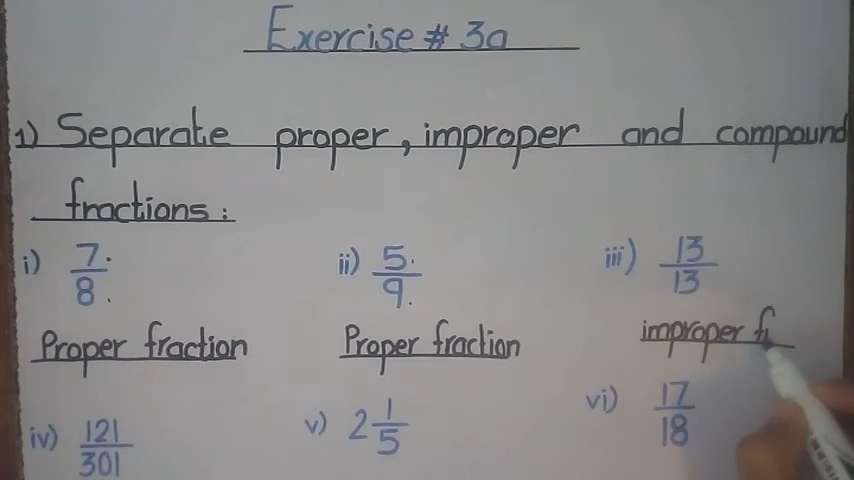 Exercise # 3a
1) Separate proper, improper and compound
fractions:
i) 7/8 ii) 5/9 iii) 13/13
Proper fraction Proper fraction improper f
iv) 121/301 v) 2 1/5 vi) 17/18